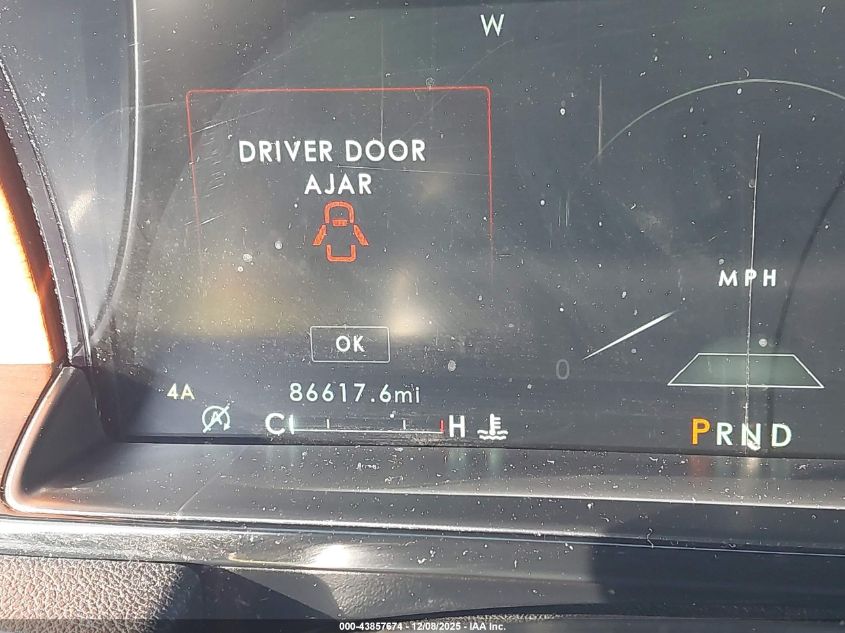 W
DRIVER DOOR
AJAR
MPH
OK
0
4A
86617.6mi
A
C H
PRND
000-43857674 - 12/08/2025 - IAA Inc.